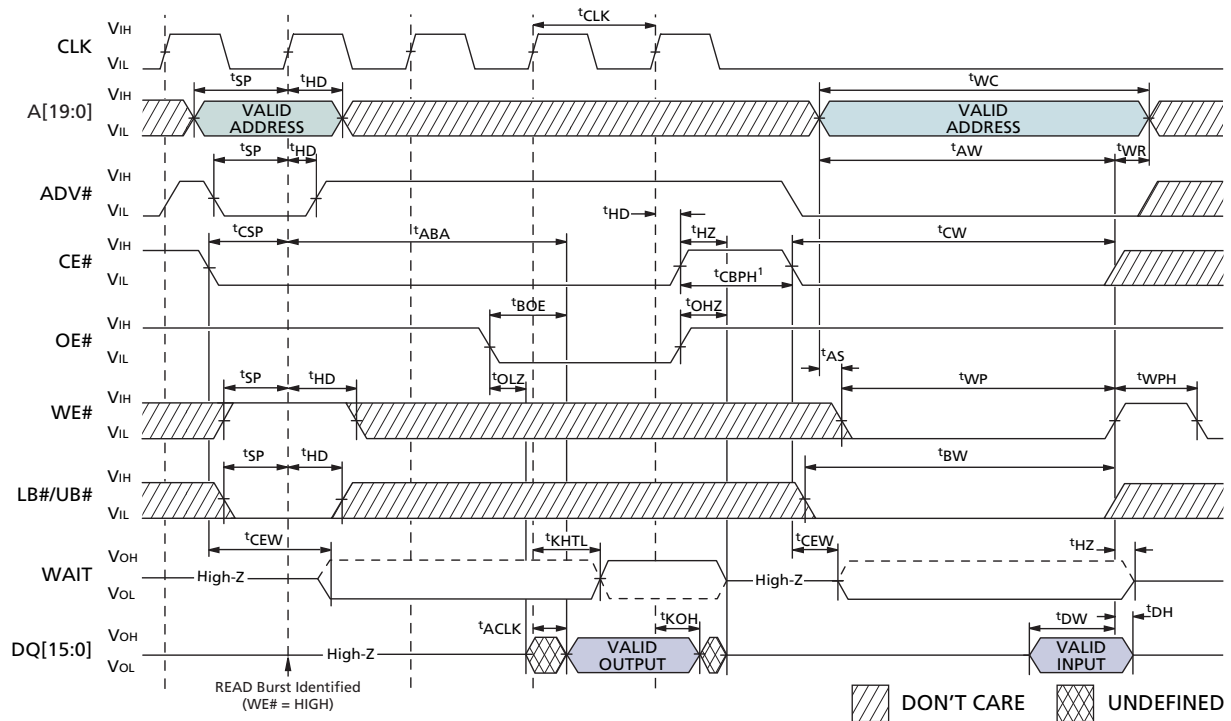 CLK VIH VIL tCLK
A[19:0] VIH VIL tSP tHD VALID ADDRESS tWC VALID ADDRESS
tAW tWR
ADV# VIH VIL tSP tHD
tHD
CE# VIH VIL tCSP tABA tHZ tCW
tCBPH1
OE# VIH VIL tBOE tOHZ
tOLZ tAS
WE# VIH VIL tSP tHD tWP tWPH
LB#/UB# VIH VIL tSP tHD tBW
WAIT VOH VOL tCEW High-Z tKHTL High-Z tCEW tHZ
DQ[15:0] VOH VOL High-Z tACLK VALID OUTPUT tKOH tDW tDH VALID INPUT
READ Burst Identified
(WE# = HIGH)
DON'T CARE UNDEFINED